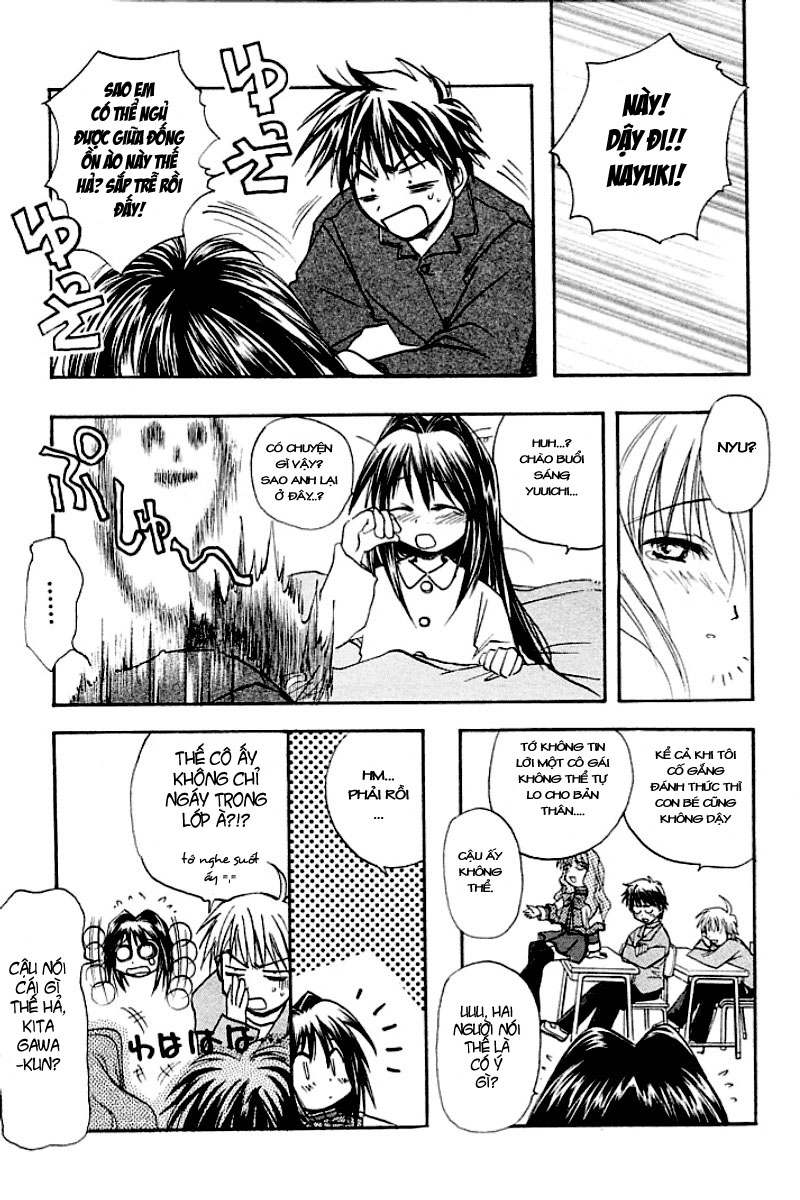 NÀY!
DẬY ĐI!!
NAYUKI!
SAO EM
CÓ THỂ NGỦ
ĐƯỢC GIỮA ĐỐNG
ỒN ÀO NÀY THẾ
HẢ? SẮP TRỄ RỒI
ĐẤY!
ゆっさ
ゆっさ
NYU?
HUH...?
CHÀO BUỔI
SÁNG
YUUICHI...
CÓ CHUYỆN
GÌ VẬY?
SAO ANH LẠI
Ở ĐÂY..?
ぷしゅ〜
......
KỂ CẢ KHI TÔI
CỐ GẮNG
ĐÁNH THỨC THÌ
CON BÉ CŨNG
KHÔNG DẬY
TỚ KHÔNG TIN
LỜI MỘT CÔ GÁI
KHÔNG THỂ TỰ
LO CHO BẢN
THÂN....
CẬU ẤY
KHÔNG
THỂ.
UUU, HAI
NGƯỜI NÓI
THẾ LÀ
CÓ Ý
GÌ?
HM...
PHẢI RỒI
...
THẾ CÔ ẤY
KHÔNG CHỈ
NGÁY TRONG
LỚP À?!?
tớ nghe suốt
ấy =,=
わはははは
CẬU NÓI
CÁI GÌ
THẾ HẢ,
KITA
GAWA
-KUN?